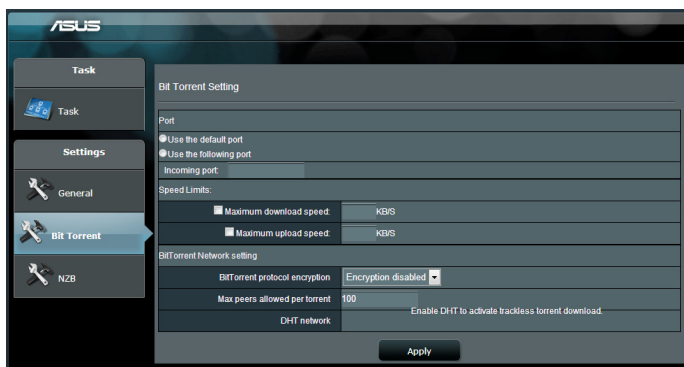 ASUS
Task
Task
Settings
General
Bit Torrent
NZB
Bit Torrent Setting
Port
Use the default port
Use the following port
Incoming port:
Speed Limits:
Maximum download speed: KB/S
Maximum upload speed: KB/S
BitTorrent Network setting
BitTorrent protocol encryption Encryption disabled
Max peers allowed per torrent 100
DHT network Enable DHT to activate trackless torrent download.
Apply